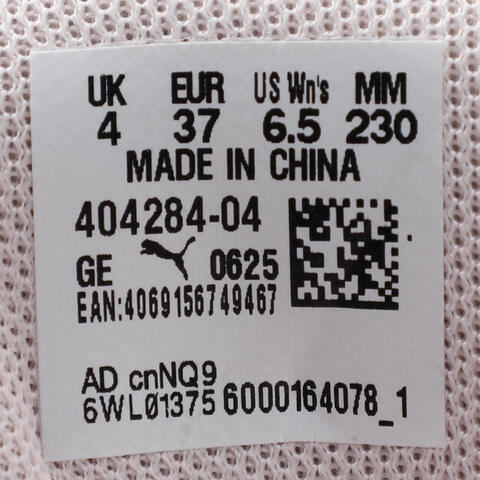 UK EUR US Wn's MM
4 37 6.5 230
MADE IN CHINA
404284-04
GE 0625
EAN:4069156749467
AD cnNQ9
6WL01375 6000164078_1